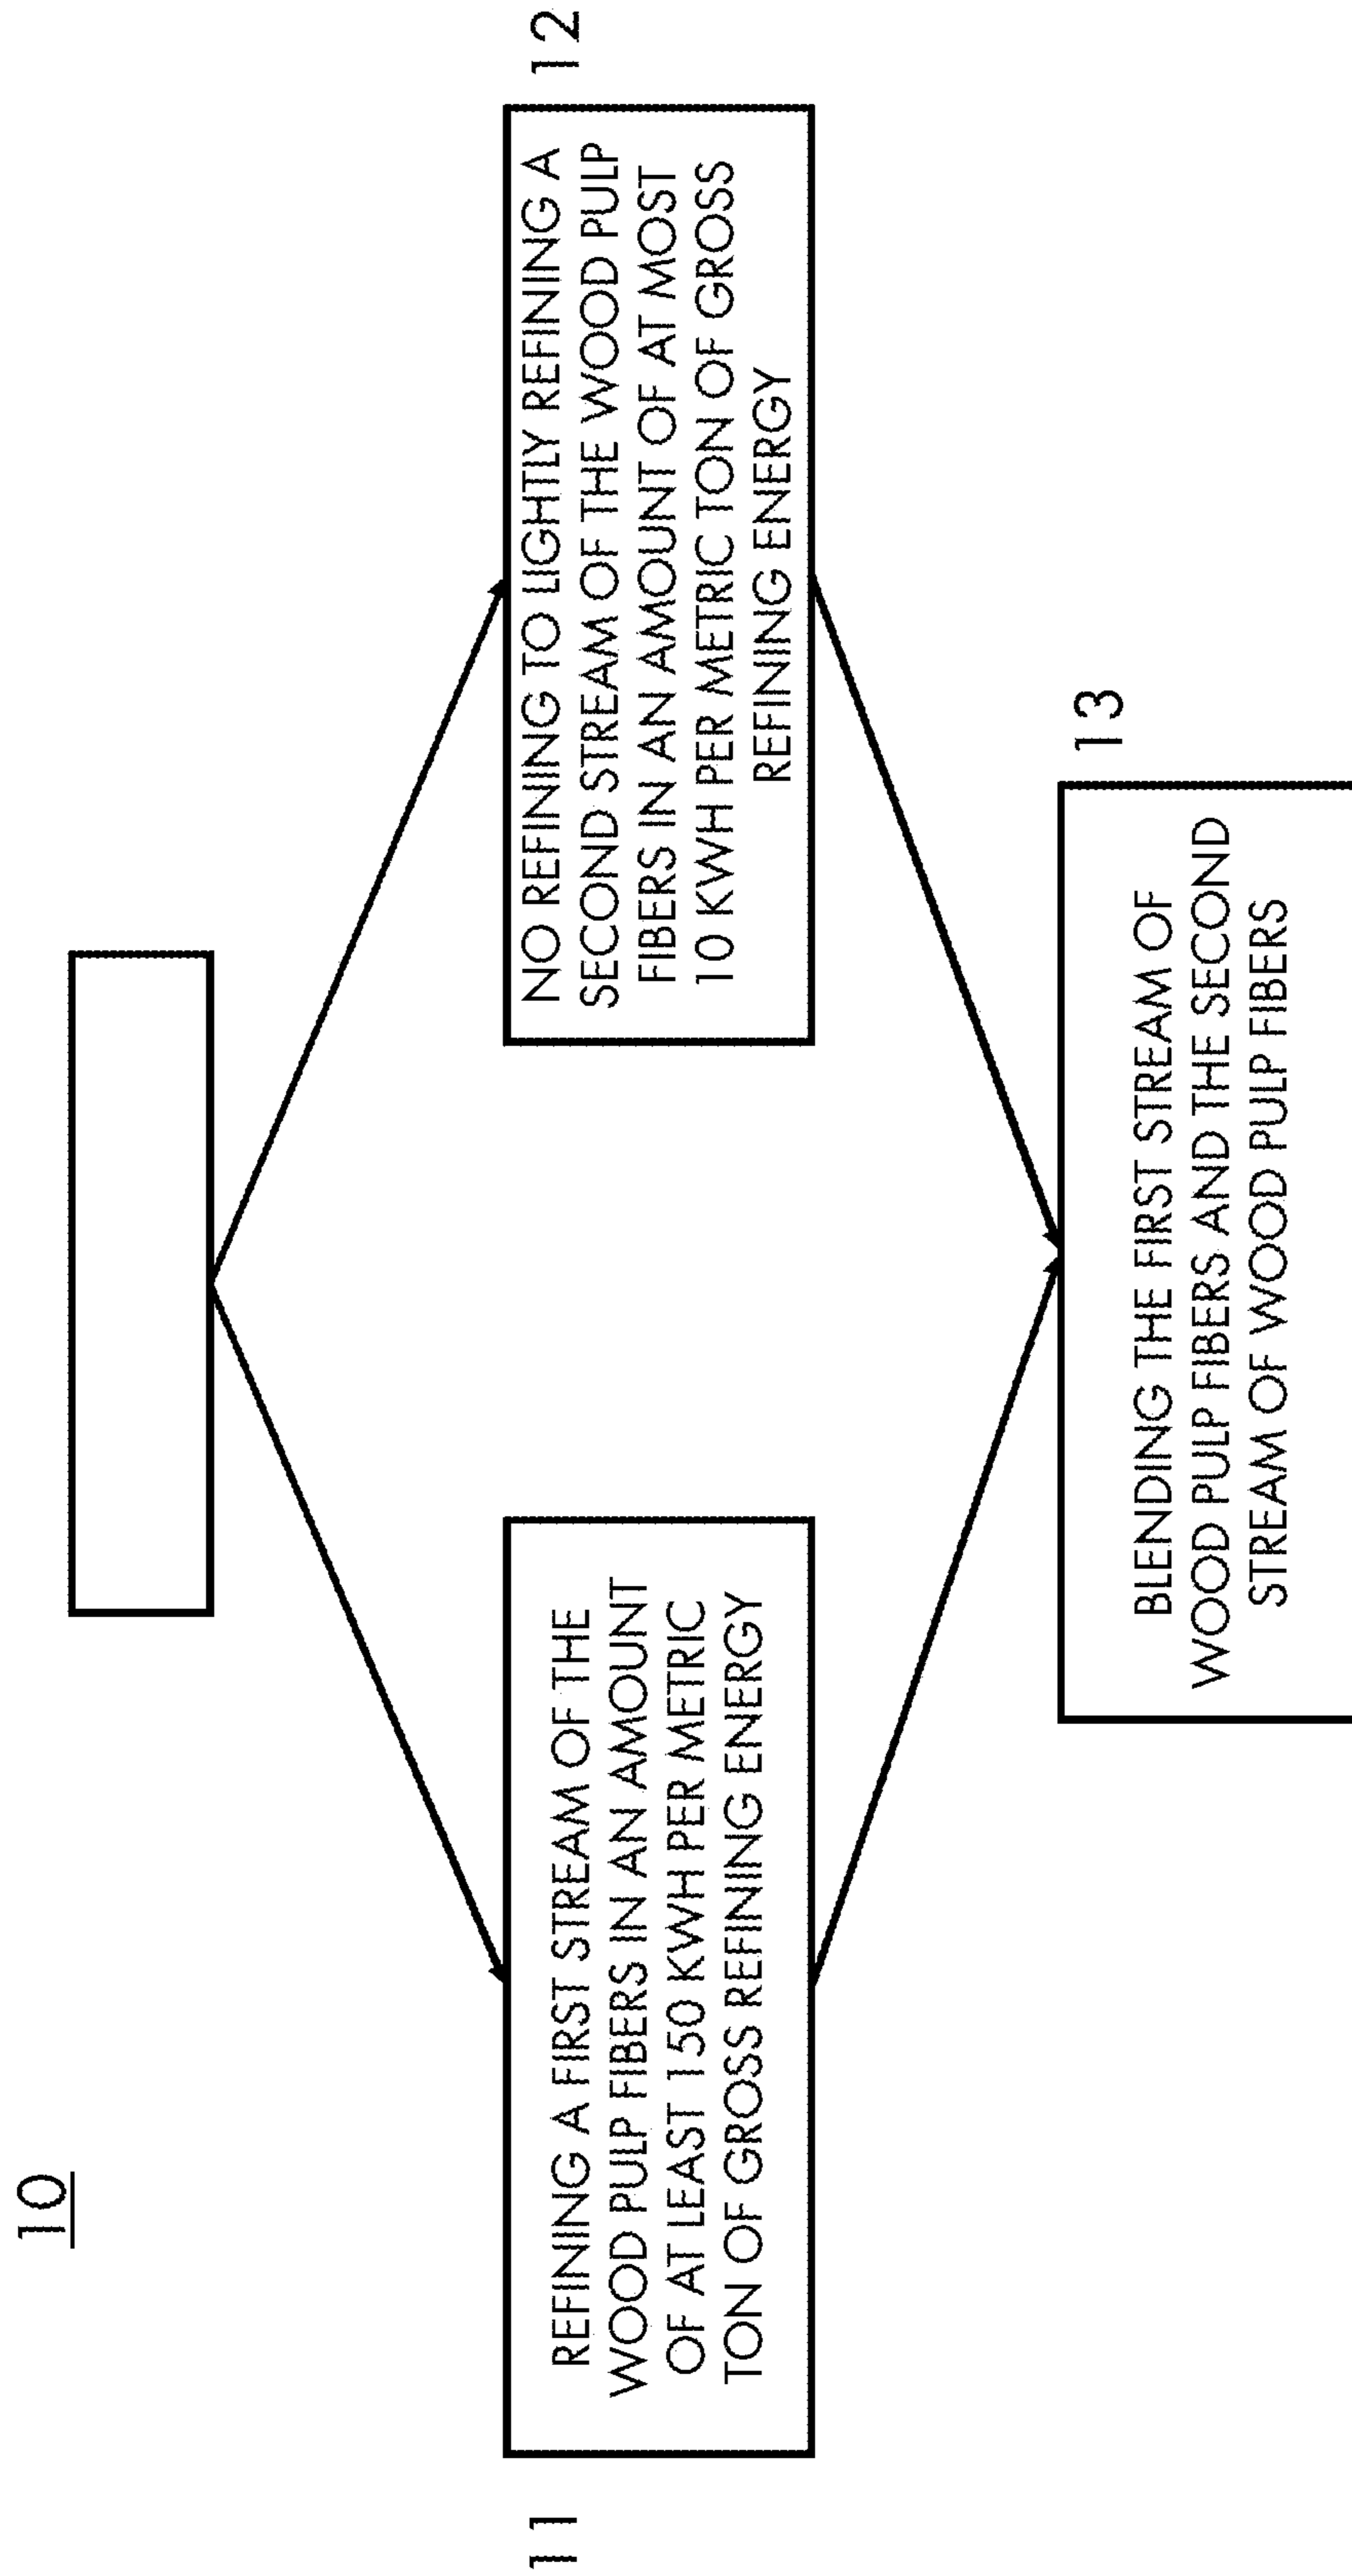 10
11
REFINING A FIRST STREAM OF THE
WOOD PULP FIBERS IN AN AMOUNT
OF AT LEAST 150 KWH PER METRIC
TON OF GROSS REFINING ENERGY
12
NO REFINING TO LIGHTLY REFINING A
SECOND STREAM OF THE WOOD PULP
FIBERS IN AN AMOUNT OF AT MOST
10 KWH PER METRIC TON OF GROSS
REFINING ENERGY
13
BLENDING THE FIRST STREAM OF
WOOD PULP FIBERS AND THE SECOND
STREAM OF WOOD PULP FIBERS